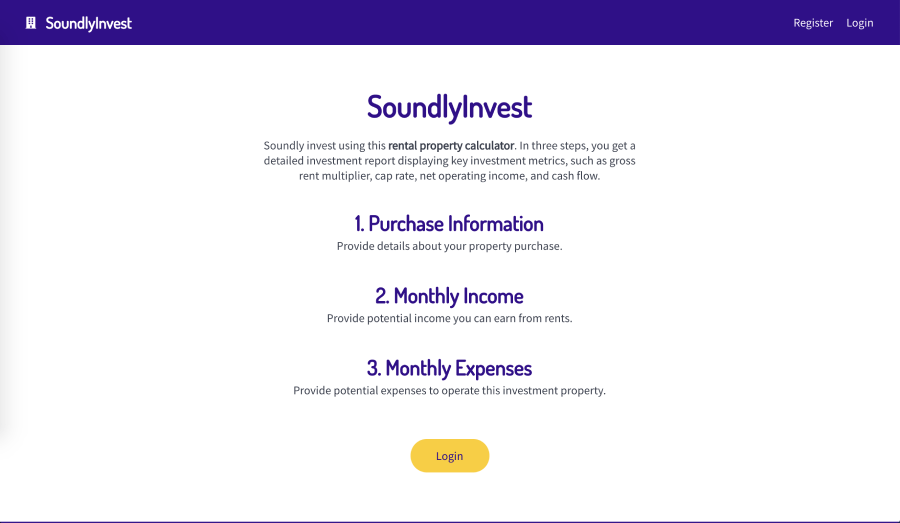 SoundlyInvest
Register Login
SoundlyInvest
Soundly invest using this rental property calculator. In three steps, you get a
detailed investment report displaying key investment metrics, such as gross
rent multiplier, cap rate, net operating income, and cash flow.
1. Purchase Information
Provide details about your property purchase.
2. Monthly Income
Provide potential income you can earn from rents.
3. Monthly Expenses
Provide potential expenses to operate this investment property.
Login